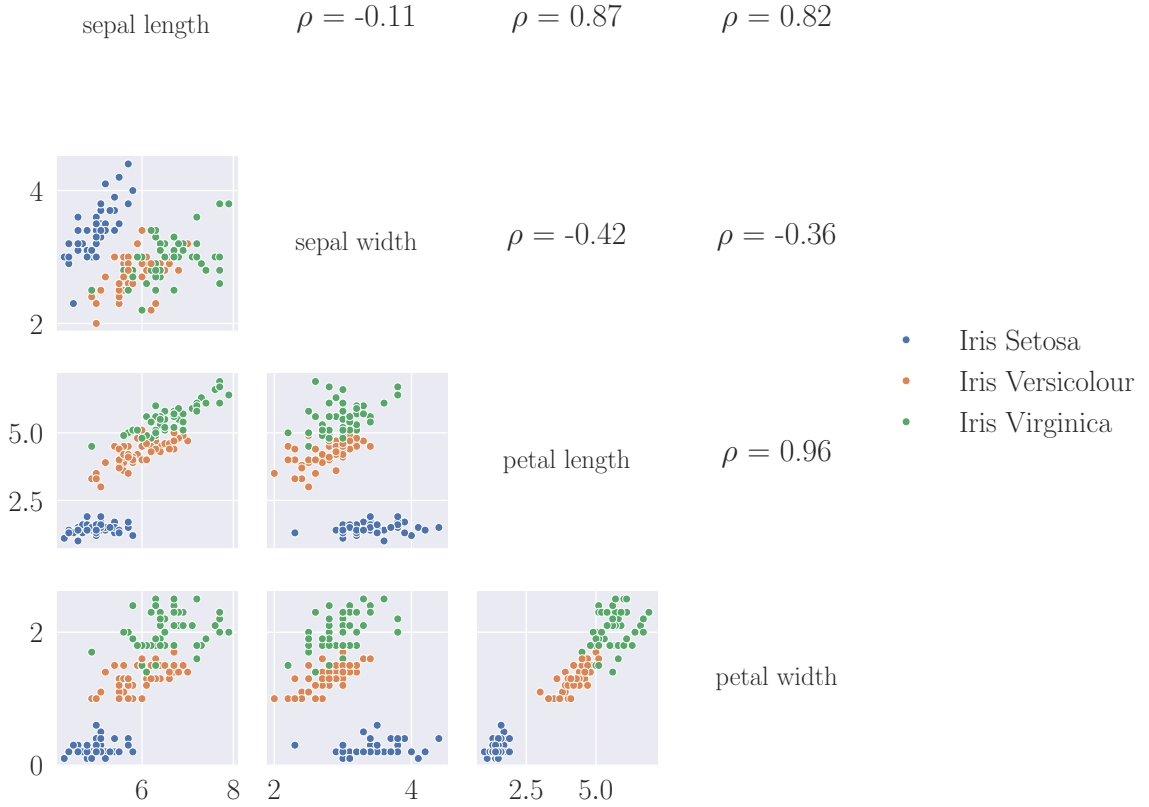 sepal length
ρ = -0.11
ρ = 0.87
ρ = 0.82
4
2
sepal width
ρ = -0.42
ρ = -0.36
Iris Setosa
Iris Versicolour
Iris Virginica
5.0
2.5
petal length
ρ = 0.96
2
0
petal width
6
8
2
4
2.5
5.0